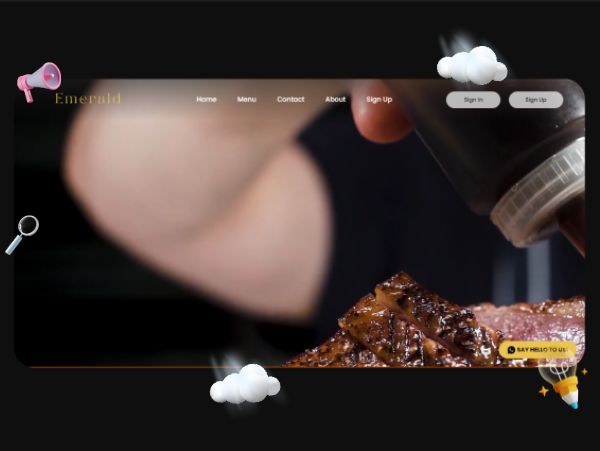 Emerald
Home Menu Contact About Sign Up
Sign In Sign Up
SAY HELLO TO US!